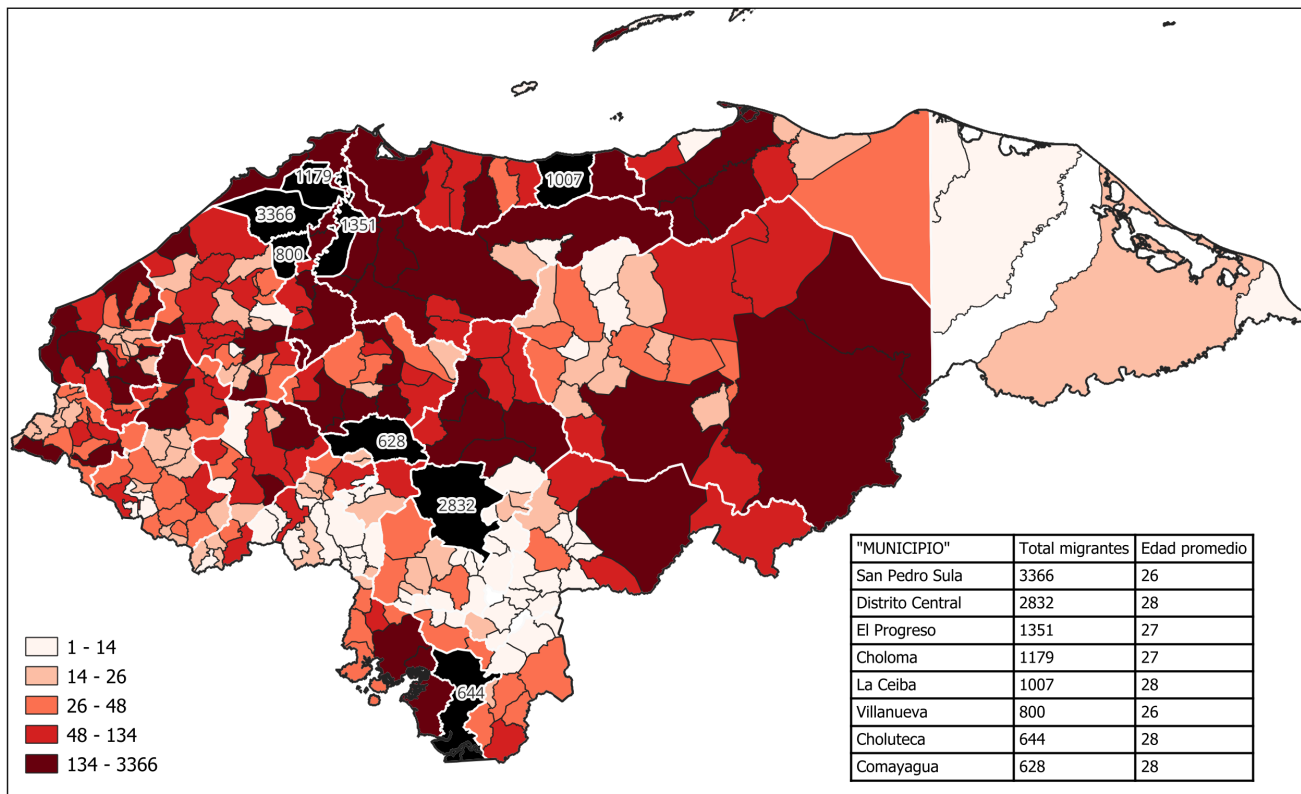 1179
1007
3366
1351
800
628
2832
644
1 - 14
14 - 26
26 - 48
48 - 134
134 - 3366
"MUNICIPIO" Total migrantes Edad promedio
San Pedro Sula 3366 26
Distrito Central 2832 28
El Progreso 1351 27
Choloma 1179 27
La Ceiba 1007 28
Villanueva 800 26
Choluteca 644 28
Comayagua 628 28